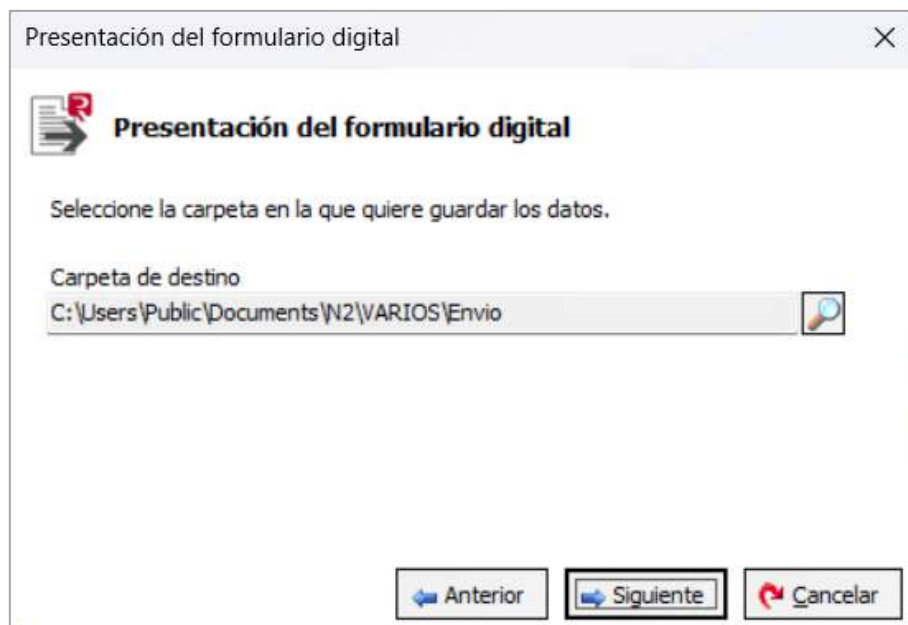 Presentación del formulario digital
R
Presentación del formulario digital
Seleccione la carpeta en la que quiere guardar los datos.
Carpeta de destino
C:\Users\Public\Documents\N2\VARIOS\Envio
Anterior Siguiente Cancelar